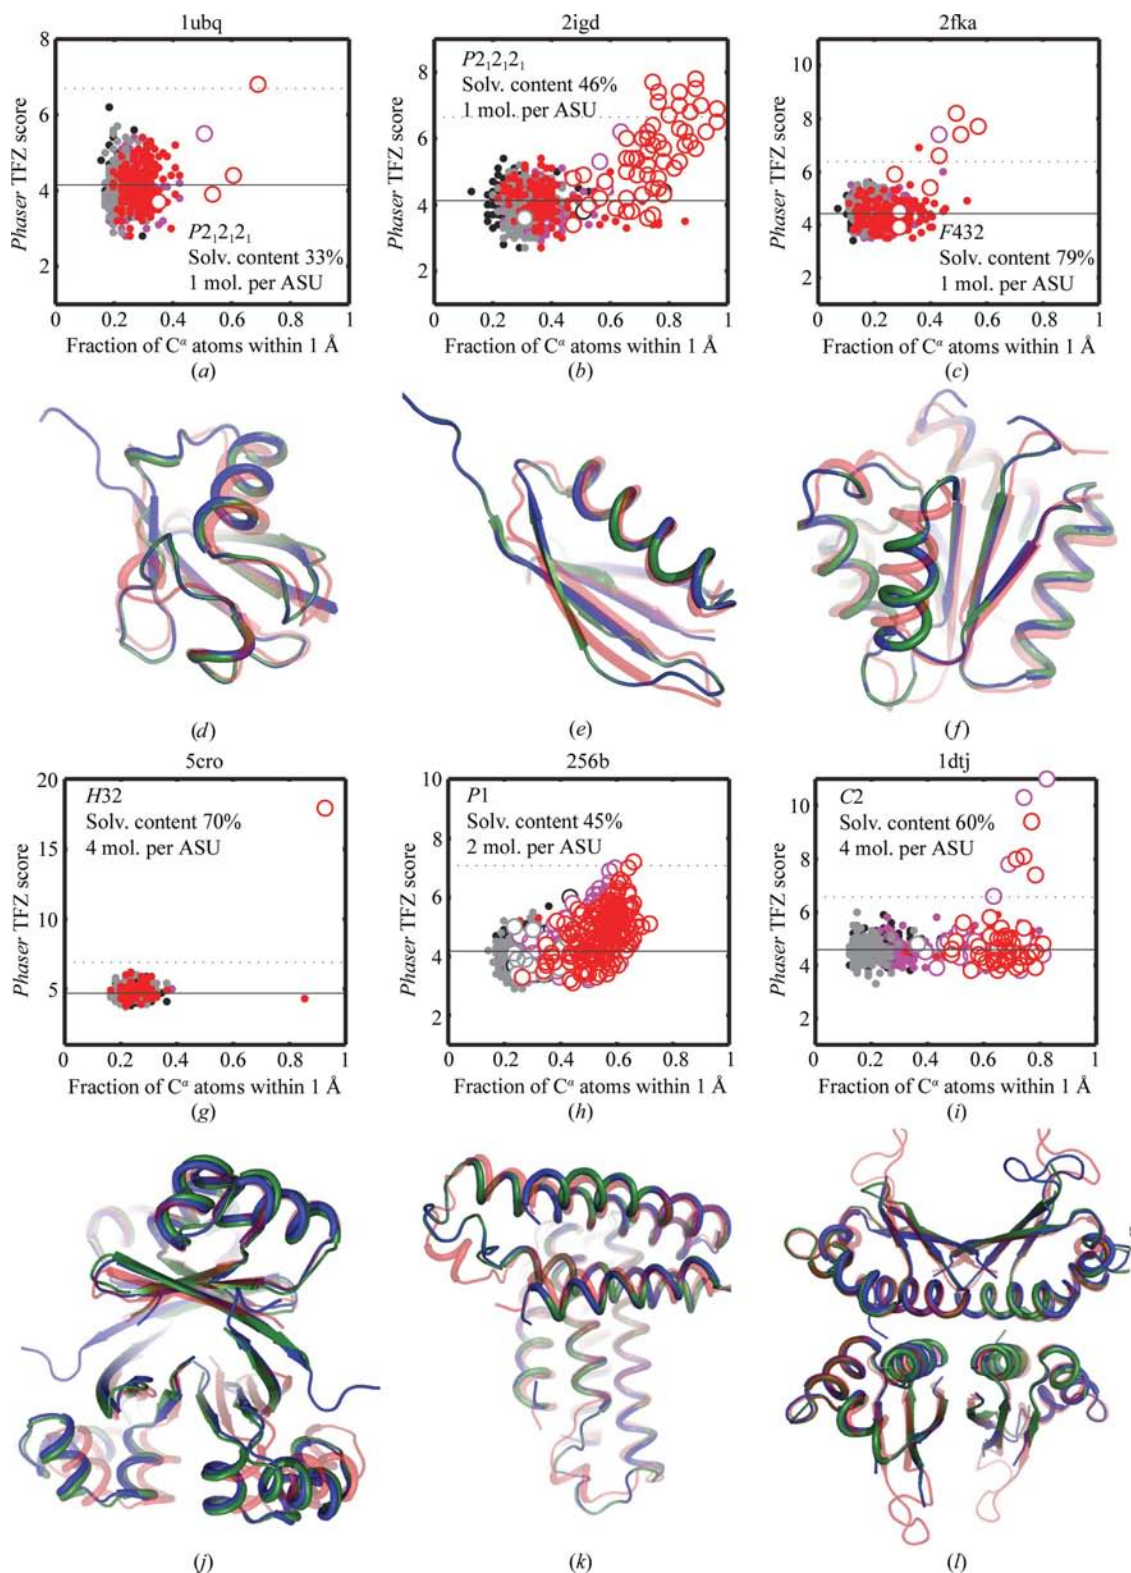 1ubq
2igd
2fka
8
6
4
2
Phaser TFZ score
P2₁2₁2₁
Solv. content 33%
1 mol. per ASU
0 0.2 0.4 0.6 0.8 1
Fraction of Cᵅ atoms within 1 Å
(a)
10
8
6
4
2
Phaser TFZ score
P2₁2₁2₁
Solv. content 46%
1 mol. per ASU
0 0.2 0.4 0.6 0.8 1
Fraction of Cᵅ atoms within 1 Å
(b)
10
8
6
4
2
Phaser TFZ score
F432
Solv. content 79%
1 mol. per ASU
0 0.2 0.4 0.6 0.8 1
Fraction of Cᵅ atoms within 1 Å
(c)
(d)
(e)
(f)
5cro
256b
1dtj
20
15
10
5
Phaser TFZ score
H32
Solv. content 70%
4 mol. per ASU
0 0.2 0.4 0.6 0.8 1
Fraction of Cᵅ atoms within 1 Å
(g)
10
8
6
4
2
Phaser TFZ score
P1
Solv. content 45%
2 mol. per ASU
0 0.2 0.4 0.6 0.8 1
Fraction of Cᵅ atoms within 1 Å
(h)
10
8
6
4
2
Phaser TFZ score
C2
Solv. content 60%
4 mol. per ASU
0 0.2 0.4 0.6 0.8 1
Fraction of Cᵅ atoms within 1 Å
(i)
(j)
(k)
(l)